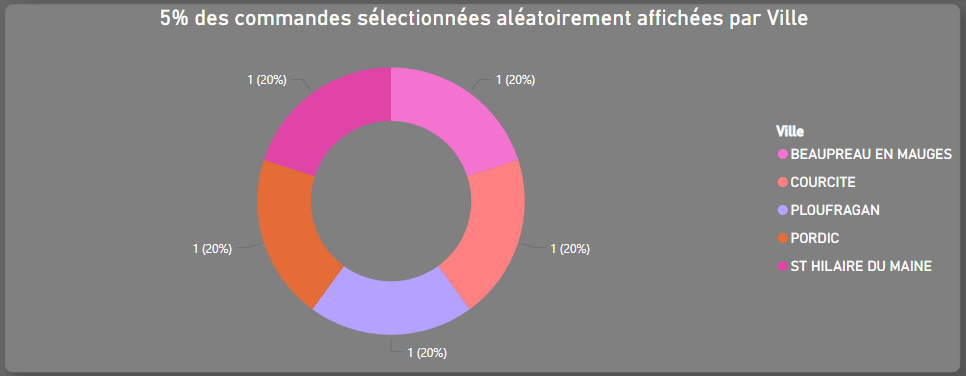 5% des commandes sélectionnées aléatoirement affichées par Ville
1 (20%)
1 (20%)
1 (20%)
1 (20%)
1 (20%)
Ville
BEAUPREAU EN MAUGES
COURCITE
PLOUFRAGAN
PORDIC
ST HILAIRE DU MAINE